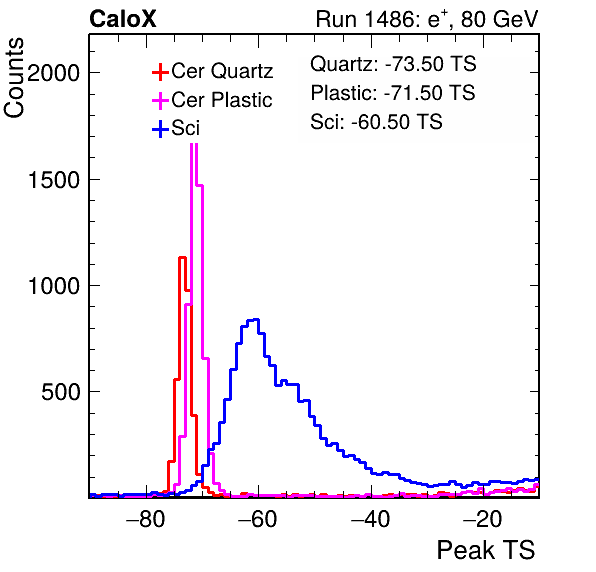 CaloX Run 1486: e⁺, 80 GeV
Counts
Cer Quartz
Cer Plastic
Sci
Quartz: -73.50 TS
Plastic: -71.50 TS
Sci: -60.50 TS
2000
1500
1000
500
−80 −60 −40 −20
Peak TS